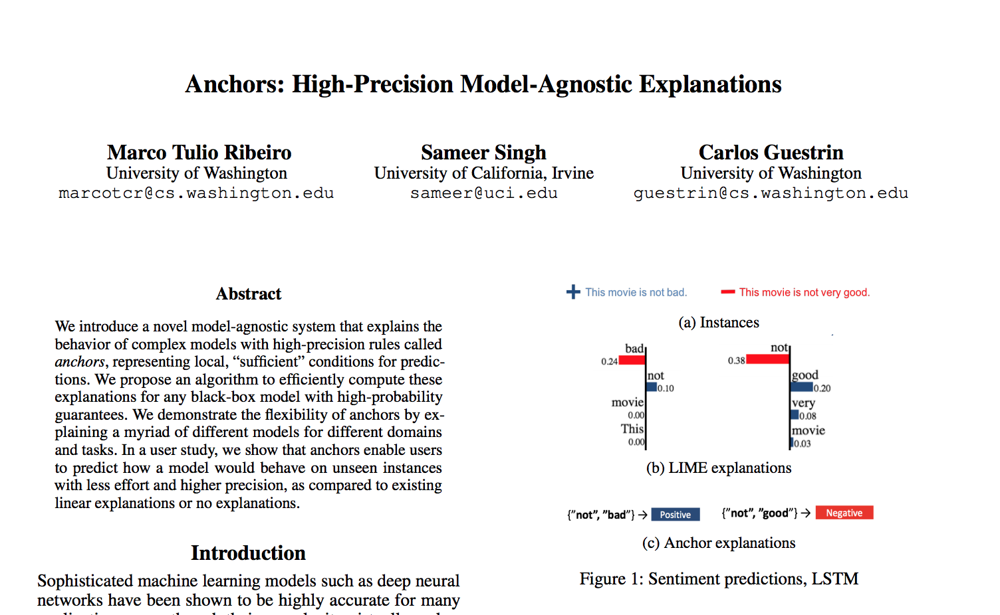 Anchors: High-Precision Model-Agnostic Explanations
Marco Tulio Ribeiro
University of Washington
marcotcr@cs.washington.edu
Sameer Singh
University of California, Irvine
sameer@uci.edu
Carlos Guestrin
University of Washington
guestrin@cs.washington.edu
Abstract
We introduce a novel model-agnostic system that explains the
behavior of complex models with high-precision rules called
anchors, representing local, “sufficient” conditions for predic-
tions. We propose an algorithm to efficiently compute these
explanations for any black-box model with high-probability
guarantees. We demonstrate the flexibility of anchors by ex-
plaining a myriad of different models for different domains
and tasks. In a user study, we show that anchors enable users
to predict how a model would behave on unseen instances
with less effort and higher precision, as compared to existing
linear explanations or no explanations.
Introduction
Sophisticated machine learning models such as deep neural
networks have been shown to be highly accurate for many
+ This movie is not bad.
− This movie is not very good.
(a) Instances
bad
0.24
not
0.10
movie
0.00
This
0.00
not
0.38
good
0.20
very
0.08
movie
0.03
(b) LIME explanations
{”not”, ”bad”} → Positive
{”not”, ”good”} → Negative
(c) Anchor explanations
Figure 1: Sentiment predictions, LSTM